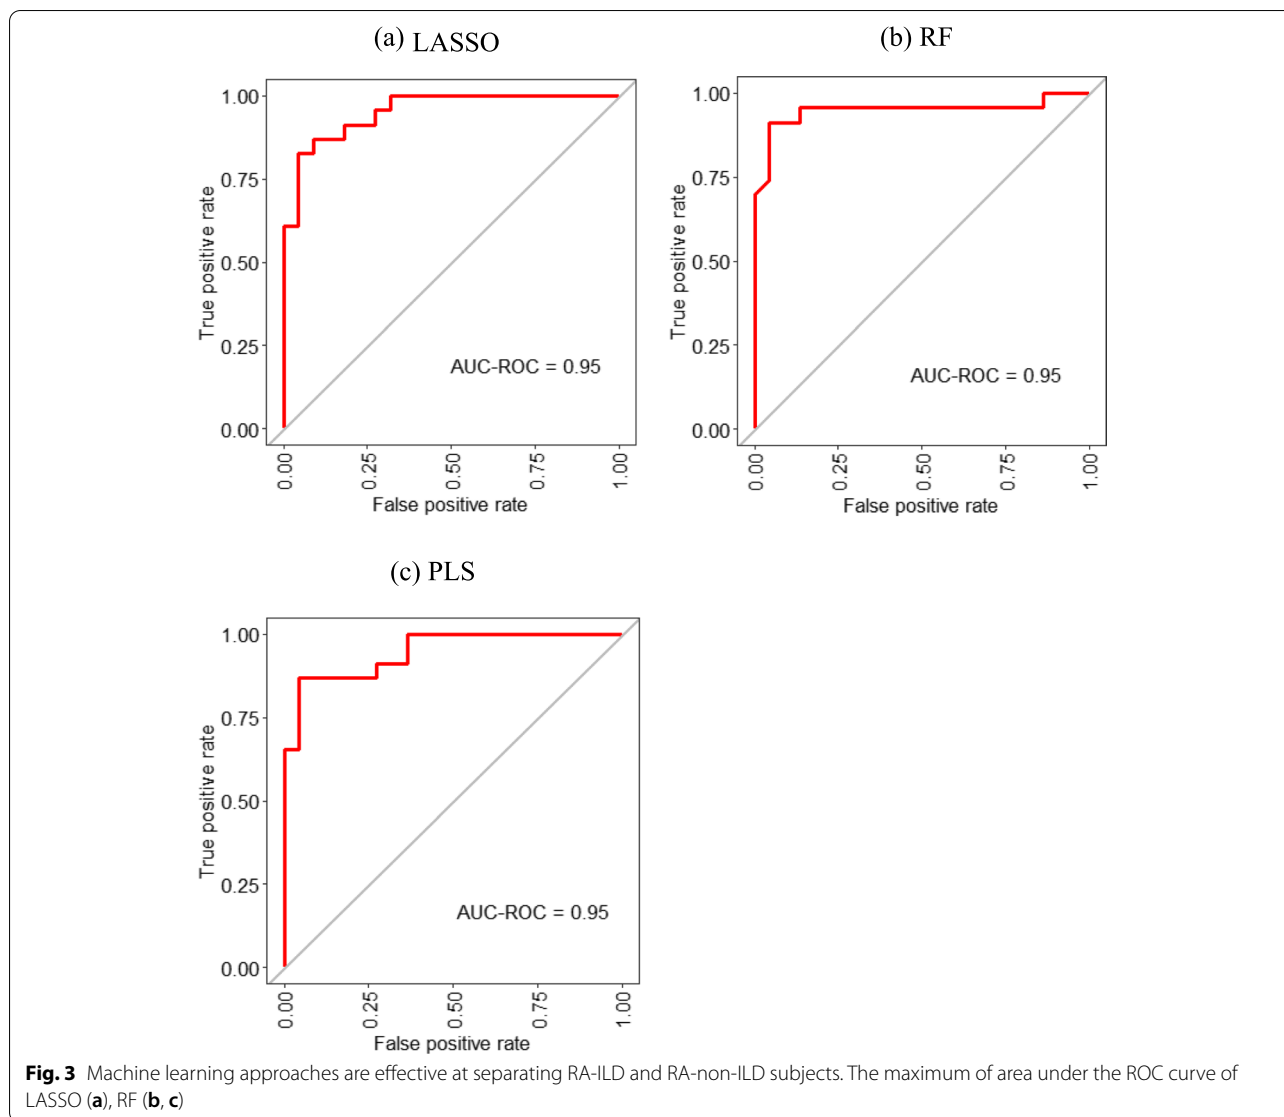 (a) LASSO
(b) RF
1.00
0.75
0.50
0.25
0.00
True positive rate
AUC-ROC = 0.95
0.00
0.25
0.50
0.75
1.00
False positive rate
1.00
0.75
0.50
0.25
0.00
True positive rate
AUC-ROC = 0.95
0.00
0.25
0.50
0.75
1.00
False positive rate
(c) PLS
1.00
0.75
0.50
0.25
0.00
True positive rate
AUC-ROC = 0.95
0.00
0.25
0.50
0.75
1.00
False positive rate
Fig. 3 Machine learning approaches are effective at separating RA-ILD and RA-non-ILD subjects. The maximum of area under the ROC curve of
LASSO (a), RF (b, c)